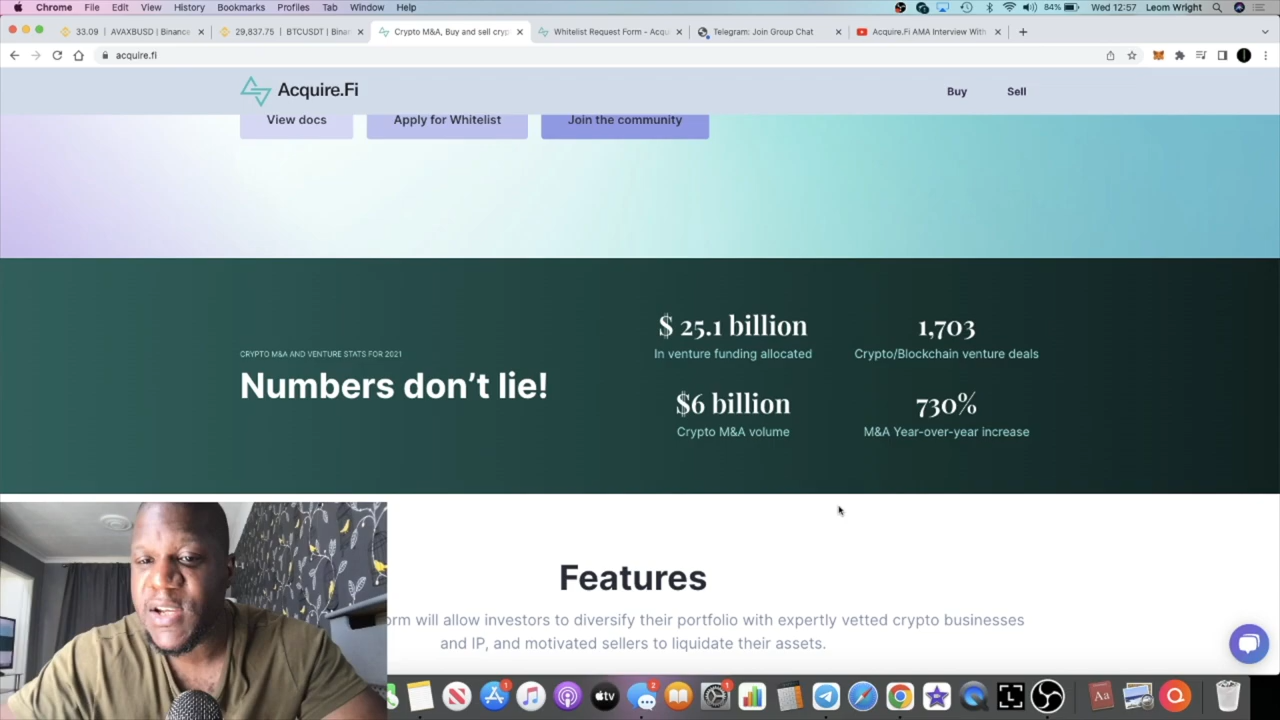 Chrome File Edit View History Bookmarks Profiles Tab Window Help 84% Wed 12:57 Leom Wright
33.09 | AVAXBUSD | Binance 29,837.75 | BTCUSDT | Binan Crypto M&A, Buy and sell cryp Whitelist Request Form - Acqu Telegram: Join Group Chat Acquire.Fi AMA Interview With
acquire.fi
Acquire.Fi Buy Sell
View docs Apply for Whitelist Join the community
$ 25.1 billion 1,703
In venture funding allocated Crypto/Blockchain venture deals
CRYPTO M&A AND VENTURE STATS FOR 2021
Numbers don't lie!
$6 billion 730%
Crypto M&A volume M&A Year-over-year increase
Features
will allow investors to diversify their portfolio with expertly vetted crypto businesses
and IP, and motivated sellers to liquidate their assets.
1 2 tv 1 Aa